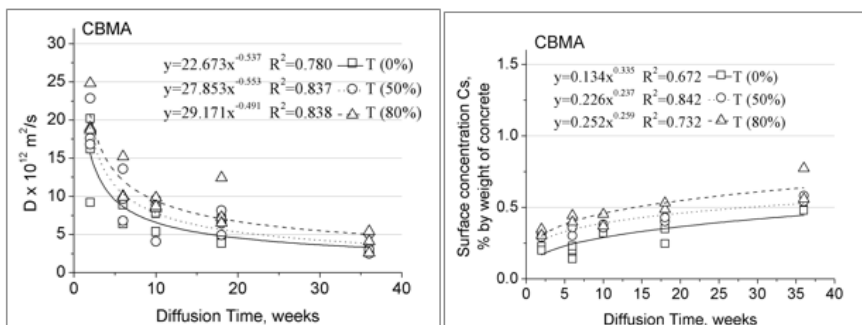 CBMA
y=22.673x^-0.537 R²=0.780 T (0%)
y=27.853x^-0.553 R²=0.837 T (50%)
y=29.171x^-0.491 R²=0.838 T (80%)
30
25
20
15
10
5
0
0 10 20 30 40
D x 10^12 m²/s
Diffusion Time, weeks
CBMA
y=0.134x^0.335 R²=0.672 T (0%)
y=0.226x^0.237 R²=0.842 T (50%)
y=0.252x^0.259 R²=0.732 T (80%)
1.5
1.0
0.5
0.0
0 5 10 15 20 25 30 35 40
Surface concentration Cs,
% by weight of concrete
Diffusion Time, weeks